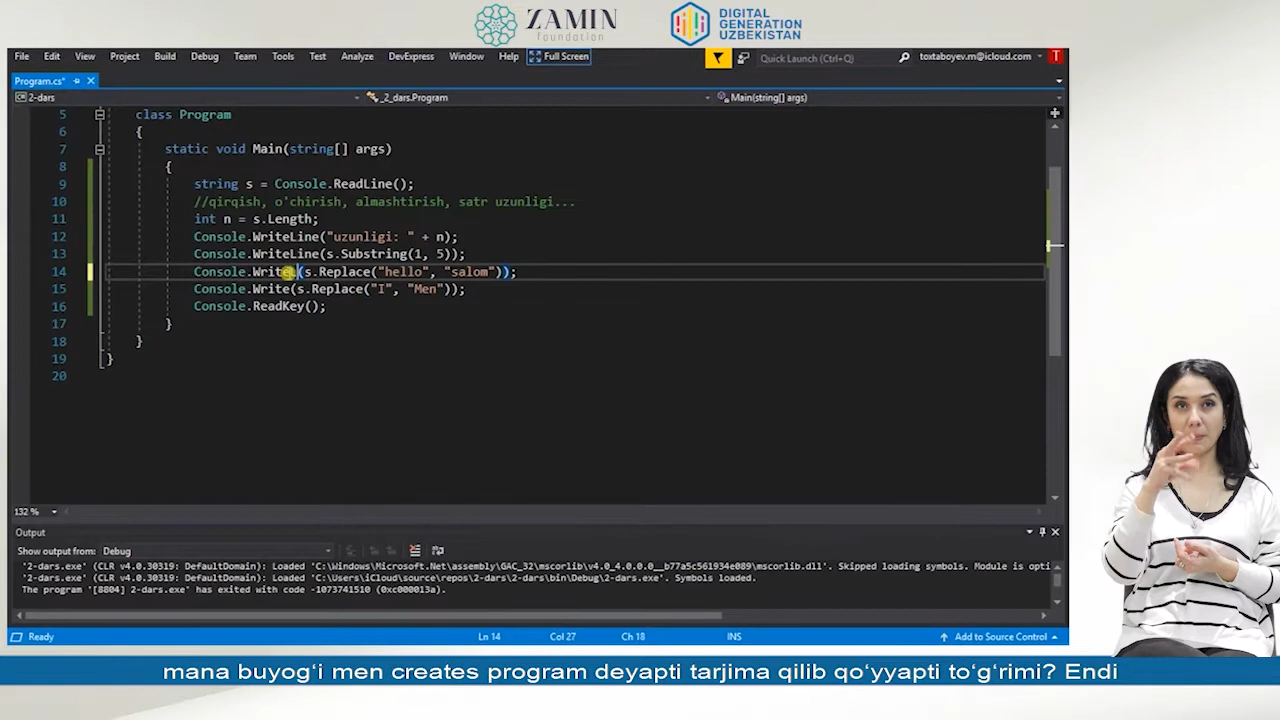 ZAMIN
foundation
DIGITAL
GENERATION
UZBEKISTAN
File Edit View Project Build Debug Team Tools Test Analyze DevExpress Window Help Full Screen Quick Launch (Ctrl+Q) toxtaboyev.m@icloud.com T
Program.cs*
2-dars _2_dars.Program Main(string[] args)
5 class Program
6 {
7 static void Main(string[] args)
8 {
9 string s = Console.ReadLine();
10 //qirqish, o'chirish, almashtirish, satr uzunligi...
11 int n = s.Length;
12 Console.WriteLine("uzunligi: " + n);
13 Console.WriteLine(s.Substring(1, 5));
14 Console.WriteL(s.Replace("hello", "salom"));
15 Console.Write(s.Replace("I", "Men"));
16 Console.ReadKey();
17 }
18 }
19 }
20
132 %
Output
Show output from: Debug
'2-dars.exe' (CLR v4.0.30319: DefaultDomain): Loaded 'C:\Windows\Microsoft.Net\assembly\GAC_32\mscorlib\v4.0_4.0.0.0__b77a5c561934e089\mscorlib.dll'. Skipped loading symbols. Module is opti
'2-dars.exe' (CLR v4.0.30319: DefaultDomain): Loaded 'C:\Users\iCloud\source\repos\2-dars\2-dars\bin\Debug\2-dars.exe'. Symbols loaded.
The program '[8804] 2-dars.exe' has exited with code -1073741510 (0xc000013a).
Ready Ln 14 Col 27 Ch 18 INS Add to Source Control
mana buyog‘i men creates program deyapti tarjima qilib qo‘yyapti to‘g‘rimi? Endi